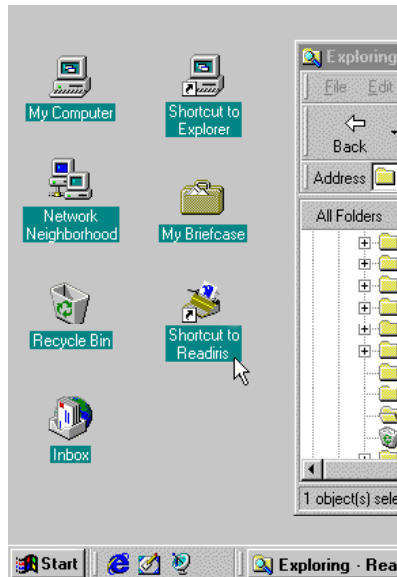 My Computer
Shortcut to
Explorer
Network
Neighborhood
My Briefcase
Recycle Bin
Shortcut to
Readiris
Inbox
Exploring
File Edit
Back
Address
All Folders
1 object(s) sele
Start
Exploring - Rea